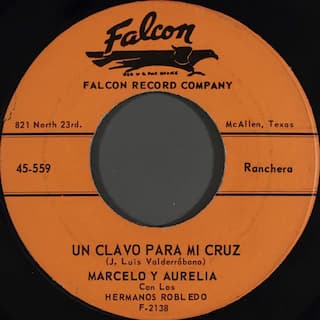 Falcon
FALCON RECORD COMPANY
821 North 23rd.
McAllen, Texas
45-559
Ranchera
UN CLAVO PARA MI CRUZ
(J. Luis Valderrábano)
MARCELO Y AURELIA
Con Los
HERMANOS ROBLEDO
F-2138